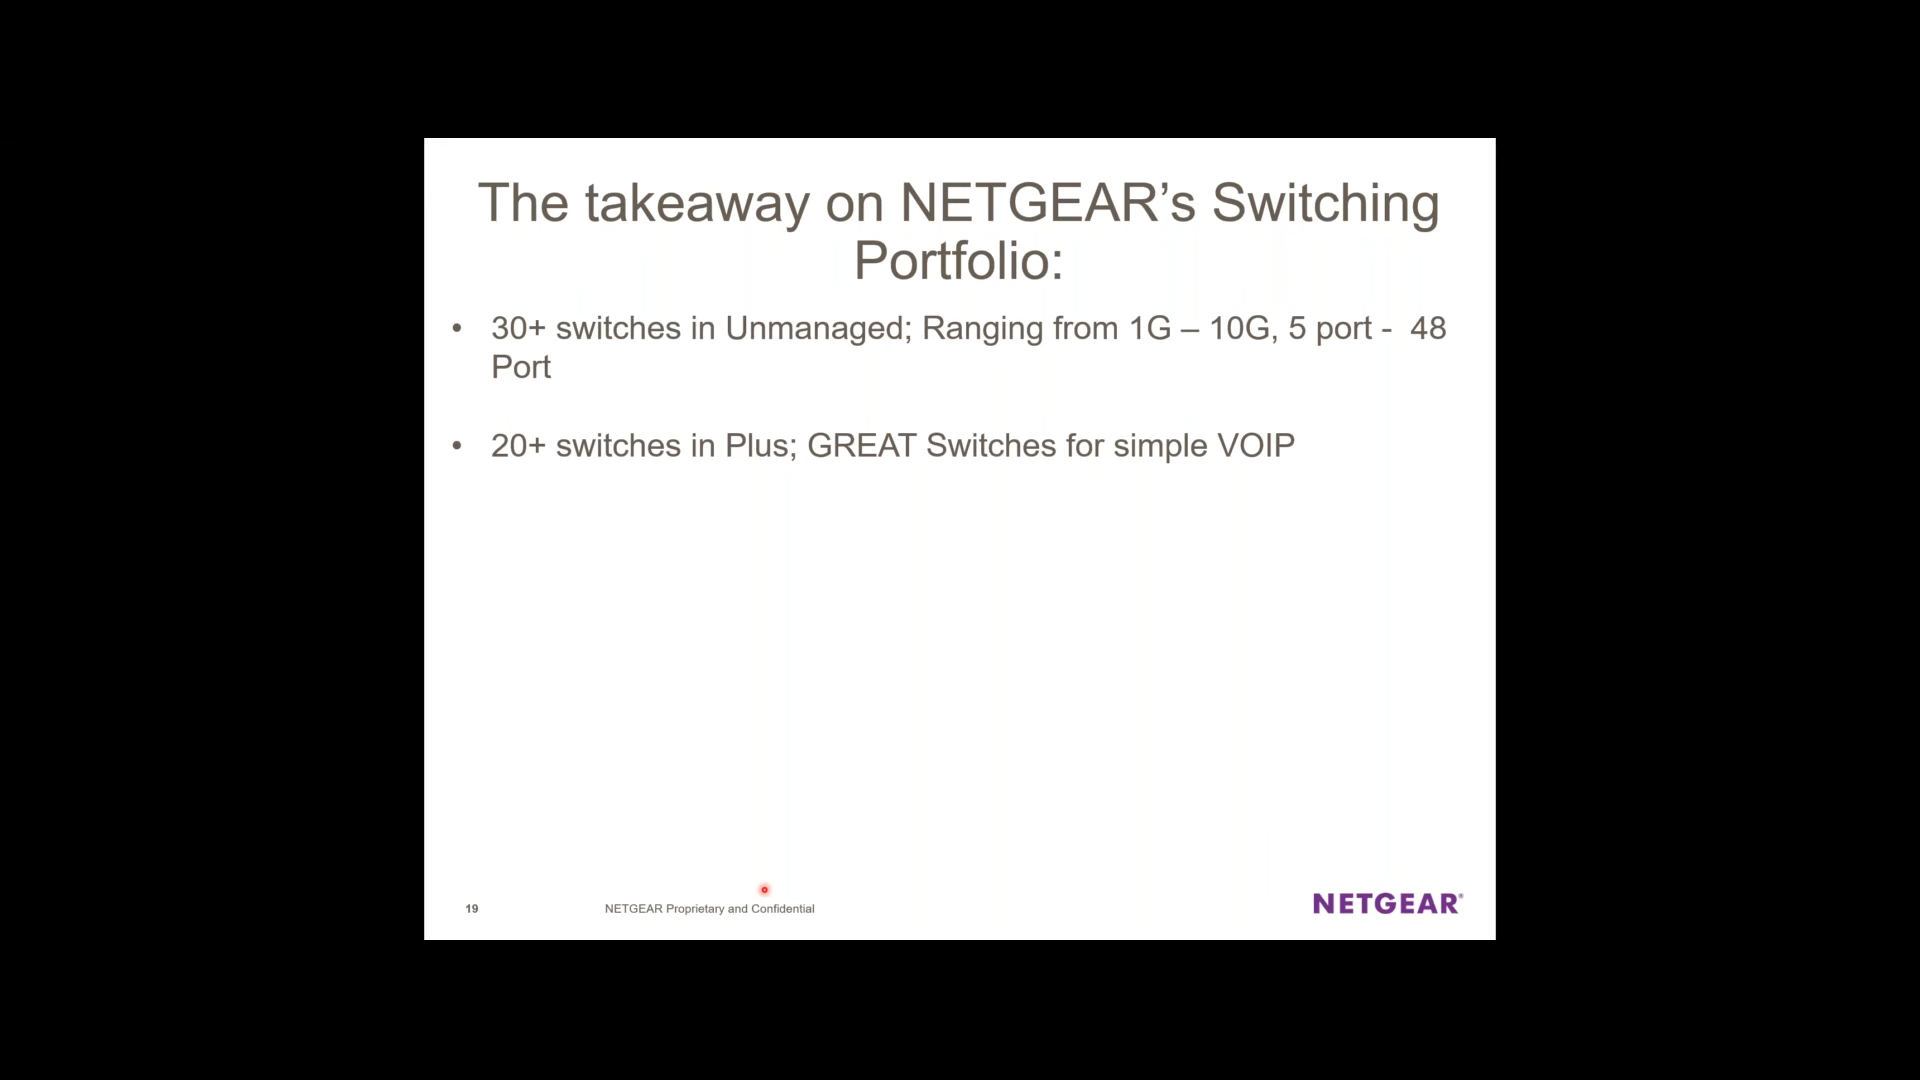 The takeaway on NETGEAR’s Switching
Portfolio:
• 30+ switches in Unmanaged; Ranging from 1G – 10G, 5 port -  48
Port
• 20+ switches in Plus; GREAT Switches for simple VOIP
19
NETGEAR Proprietary and Confidential
NETGEAR®